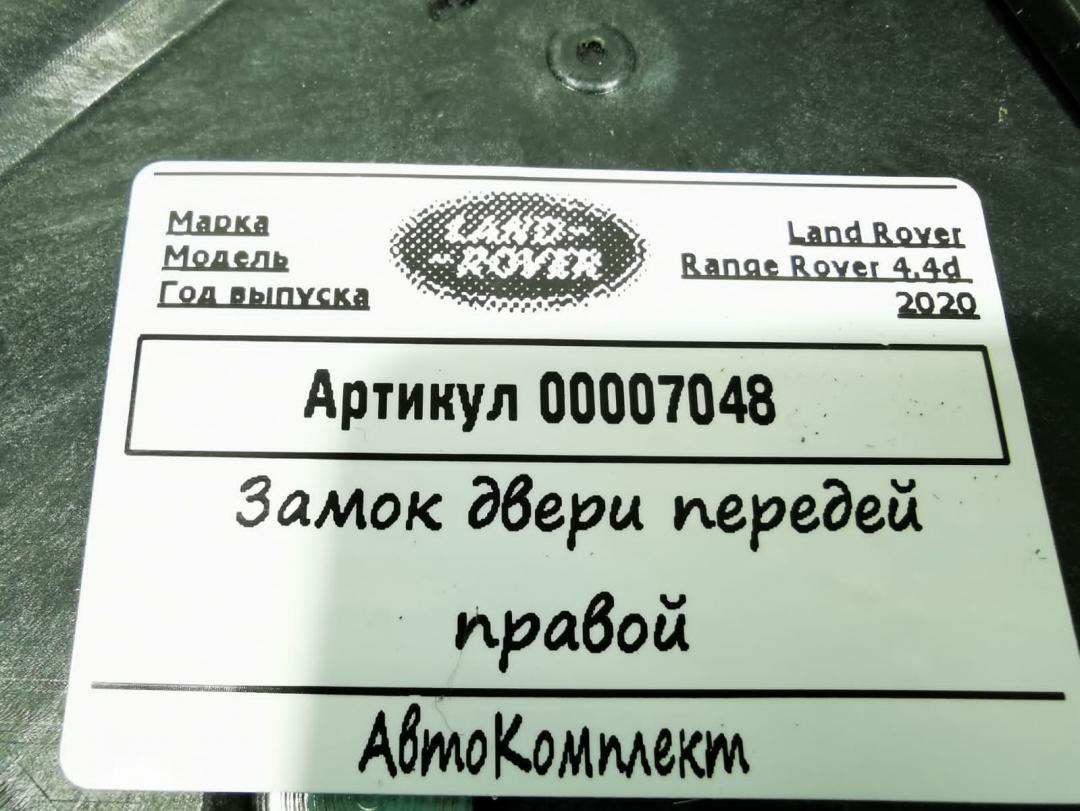 Марка
Модель
Год выпуска
LAND-
-ROVER
Land Rover
Range Rover 4,4d
2020
Артикул 00007048
Замок двери передей
правой
АвтоКомплект